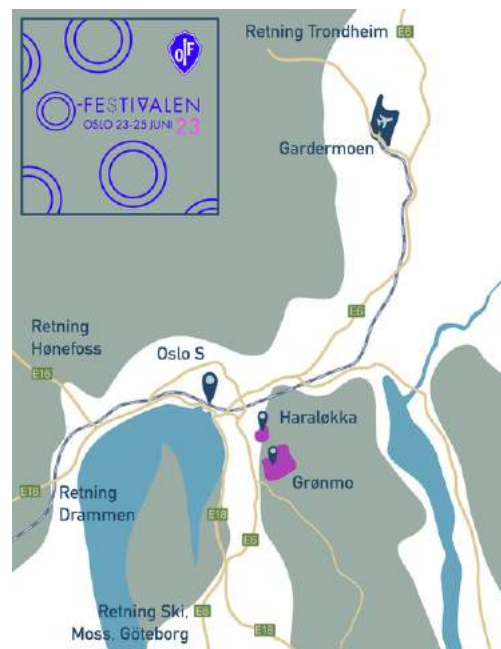 Retning Trondheim
E6
OIF
-FESTIVALEN
OSLO 23-25 JUNI 23
Gardermoen
E6
Retning
Hønefoss
Oslo S
E16
Haraløkka
Grønmo
E18
Retning
Drammen
E18
E6
Retning Ski,
Moss, Göteborg
E6
E18